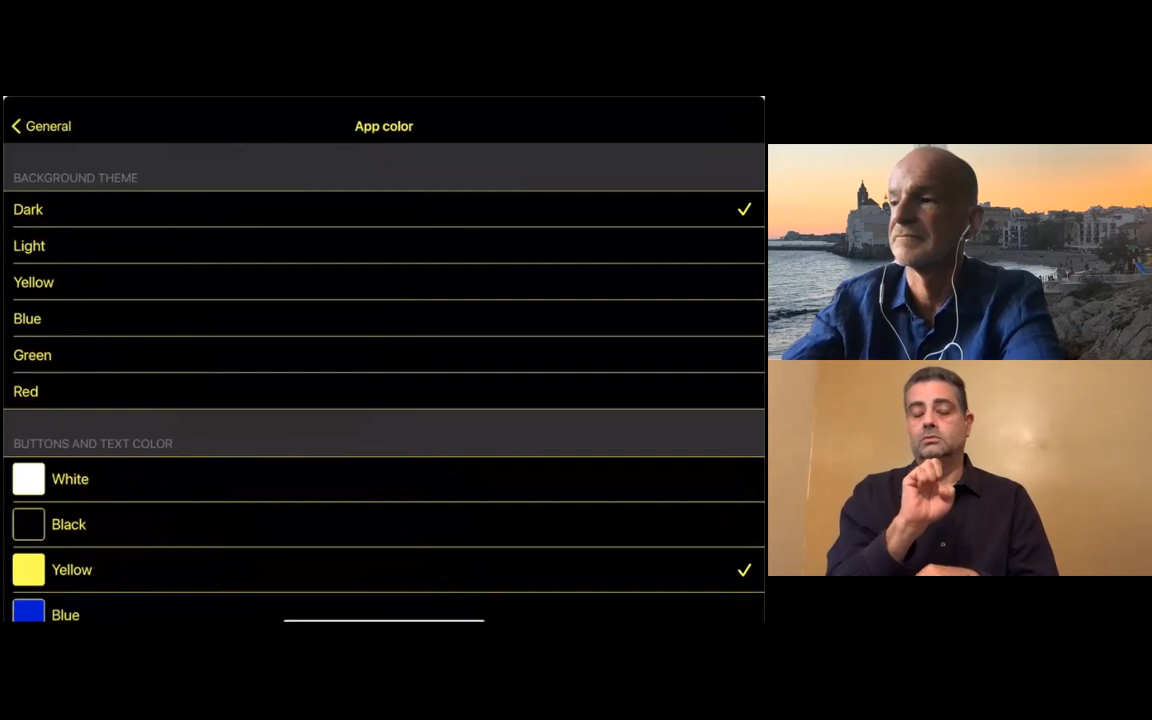 General
App color
BACKGROUND THEME
Dark
Light
Yellow
Blue
Green
Red
BUTTONS AND TEXT COLOR
White
Black
Yellow
Blue